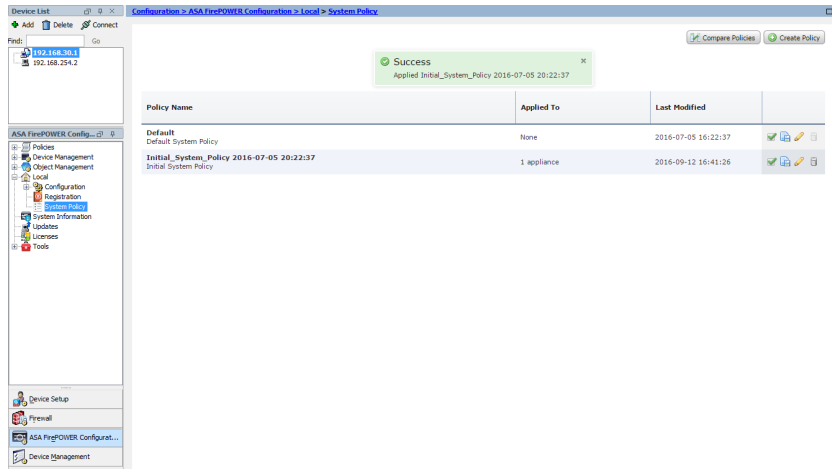 Device List
Add Delete Connect
Find: Go
192.168.30.1
192.168.254.2
ASA FirePOWER Config...
Policies
Device Management
Object Management
Local
Configuration
Registration
System Policy
System Information
Updates
Licenses
Tools
Device Setup
Firewall
ASA FirePOWER Configurat...
Device Management
Configuration > ASA FirePOWER Configuration > Local > System Policy
Compare Policies Create Policy
Success
Applied Initial_System_Policy 2016-07-05 20:22:37
Policy Name Applied To Last Modified
Default
Default System Policy
None 2016-07-05 16:22:37
Initial_System_Policy 2016-07-05 20:22:37
Initial System Policy
1 appliance 2016-09-12 16:41:26